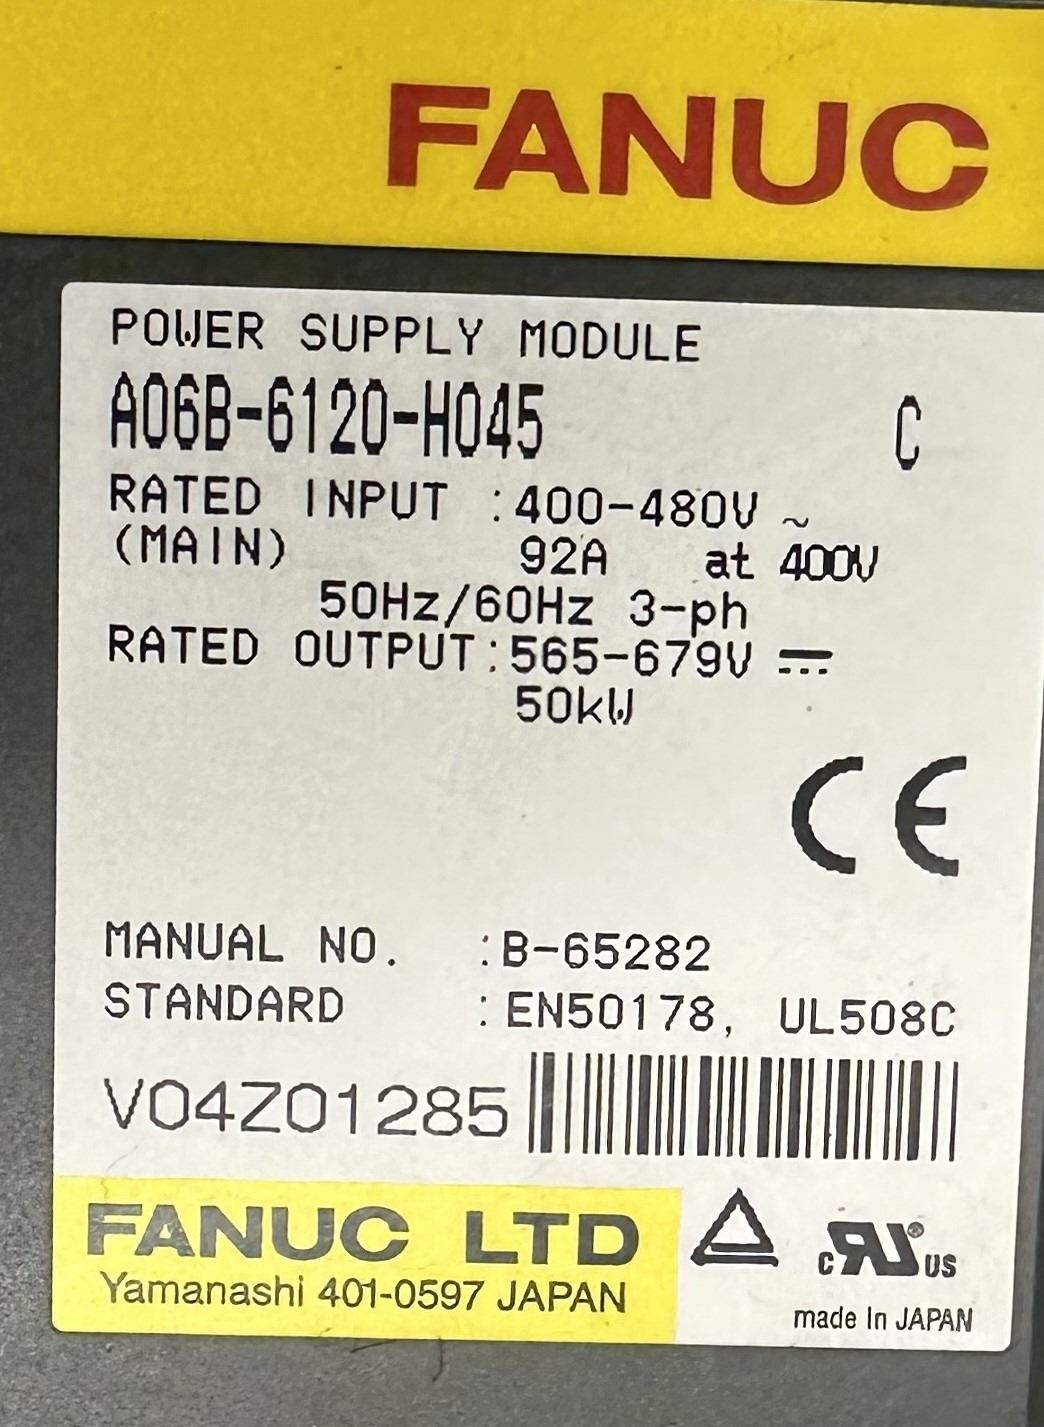 FANUC
POWER SUPPLY MODULE
A06B-6120-H045 C
RATED INPUT :400-480V ~
(MAIN) 92A at 400V
50Hz/60Hz 3-ph
RATED OUTPUT:565-679V ⎓
50kW
CE
MANUAL NO. :B-65282
STANDARD :EN50178, UL508C
V04Z01285
FANUC LTD
Yamanashi 401-0597 JAPAN
c RU® US
made In JAPAN